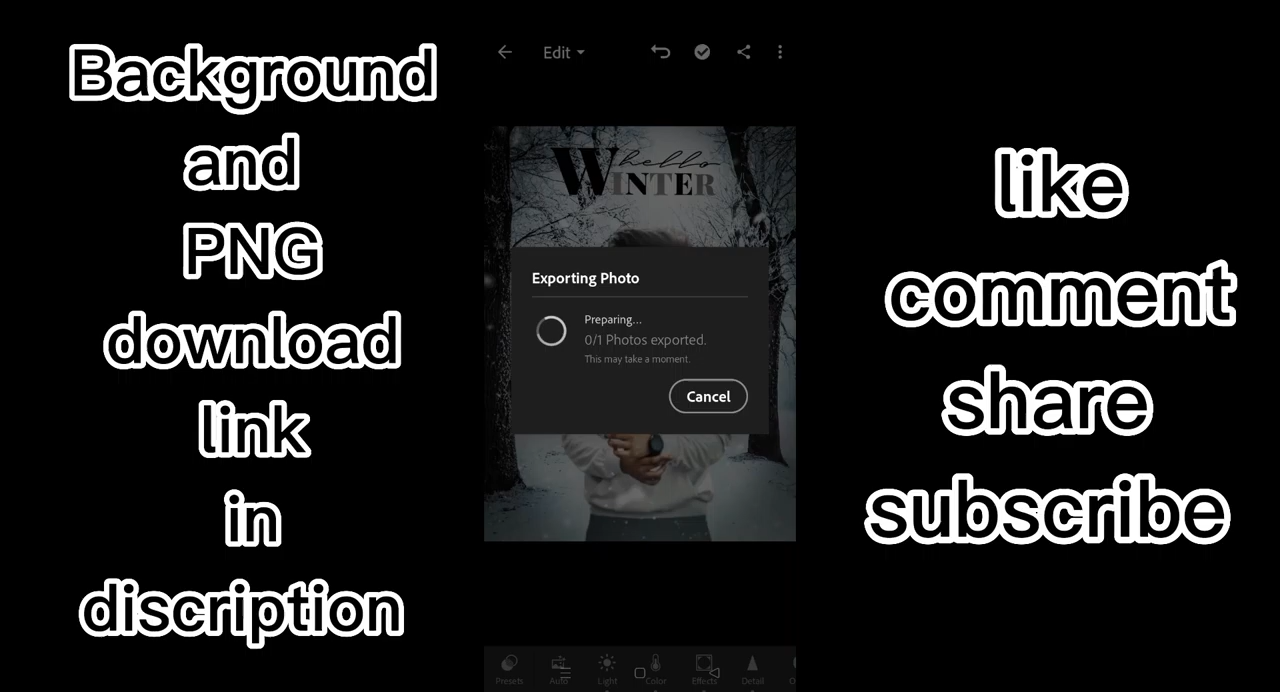 Background
and
PNG
download
link
in
discription
Edit
hello
WINTER
Exporting Photo
Preparing...
0/1 Photos exported.
This may take a moment.
Cancel
Presets
Auto
Light
Color
Effects
Detail
like
comment
share
subscribe